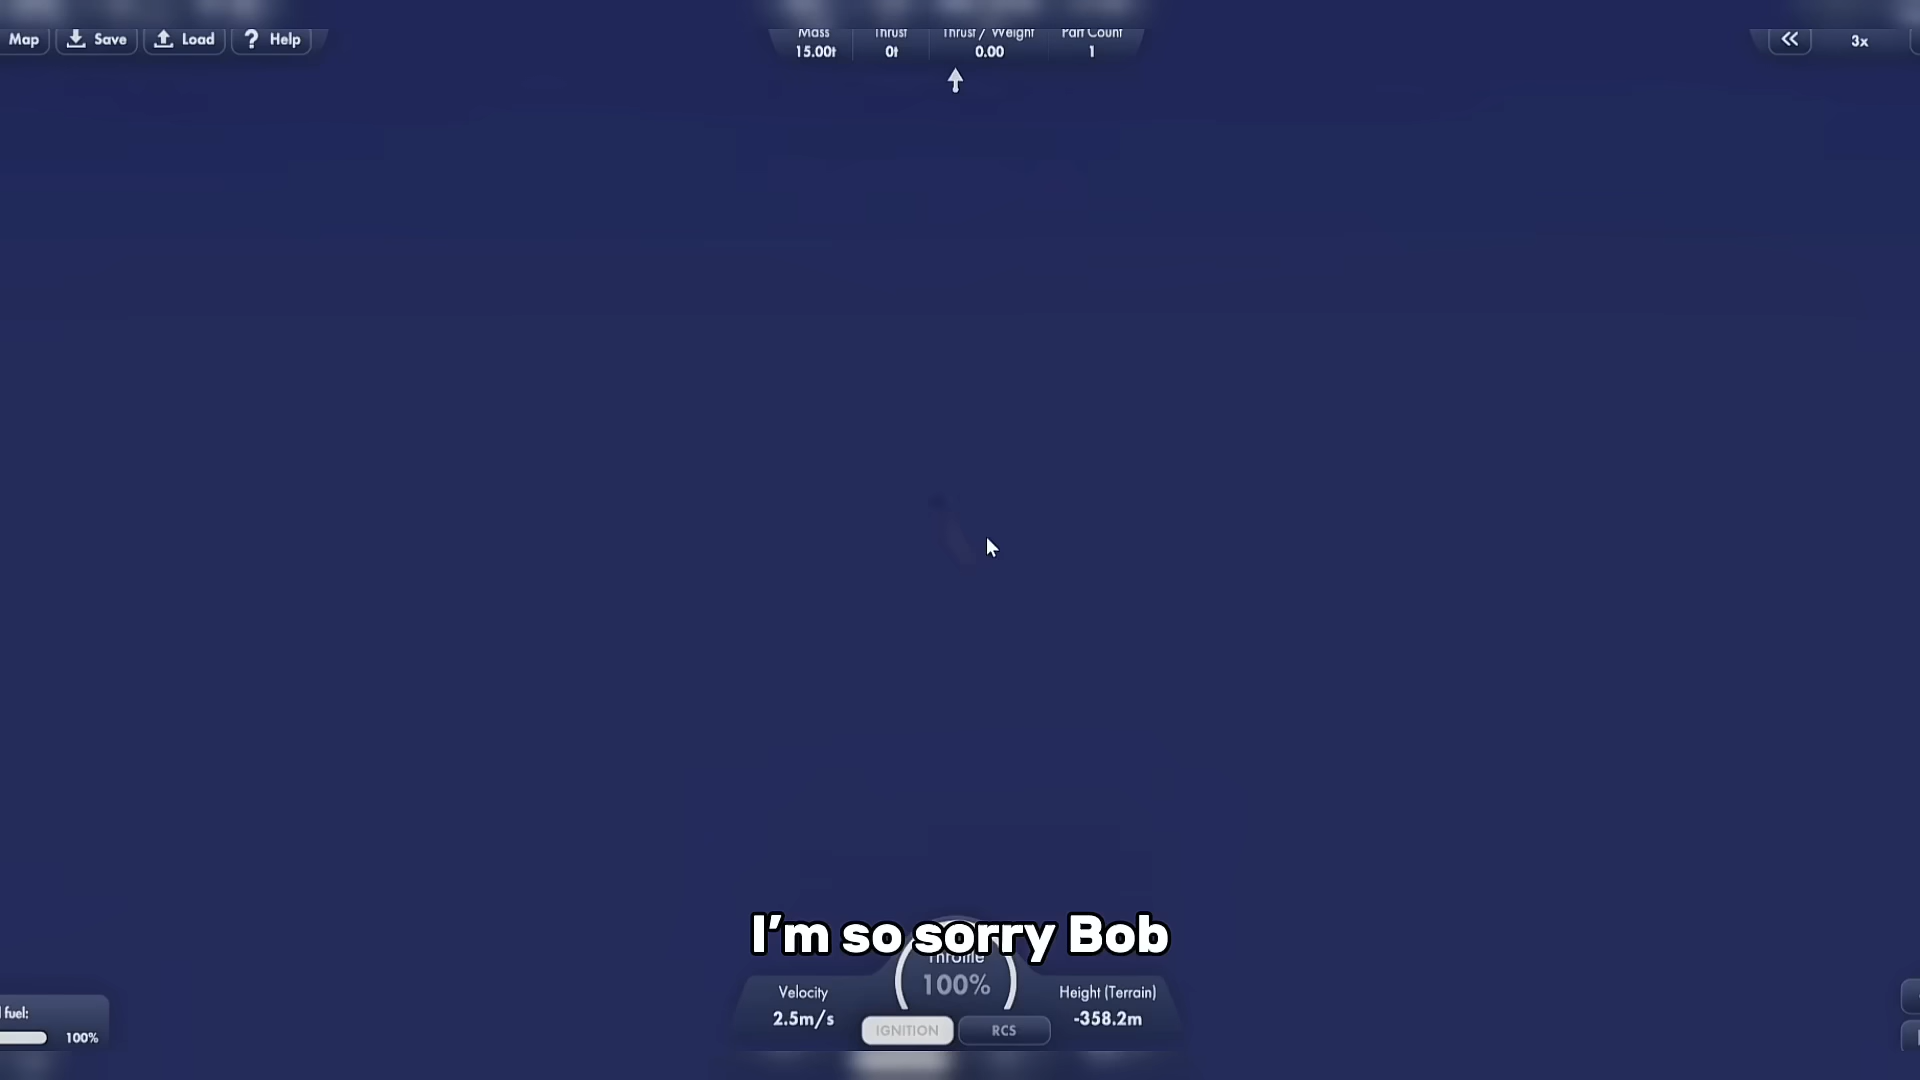 Map
Save
Load
? Help
Mass
15.00t
Thrust
0t
Thrust / Weight
0.00
Part Count
1
3x
I'm so sorry Bob
Throttle
100%
Velocity
2.5m/s
IGNITION
RCS
Height (Terrain)
-358.2m
fuel:
100%